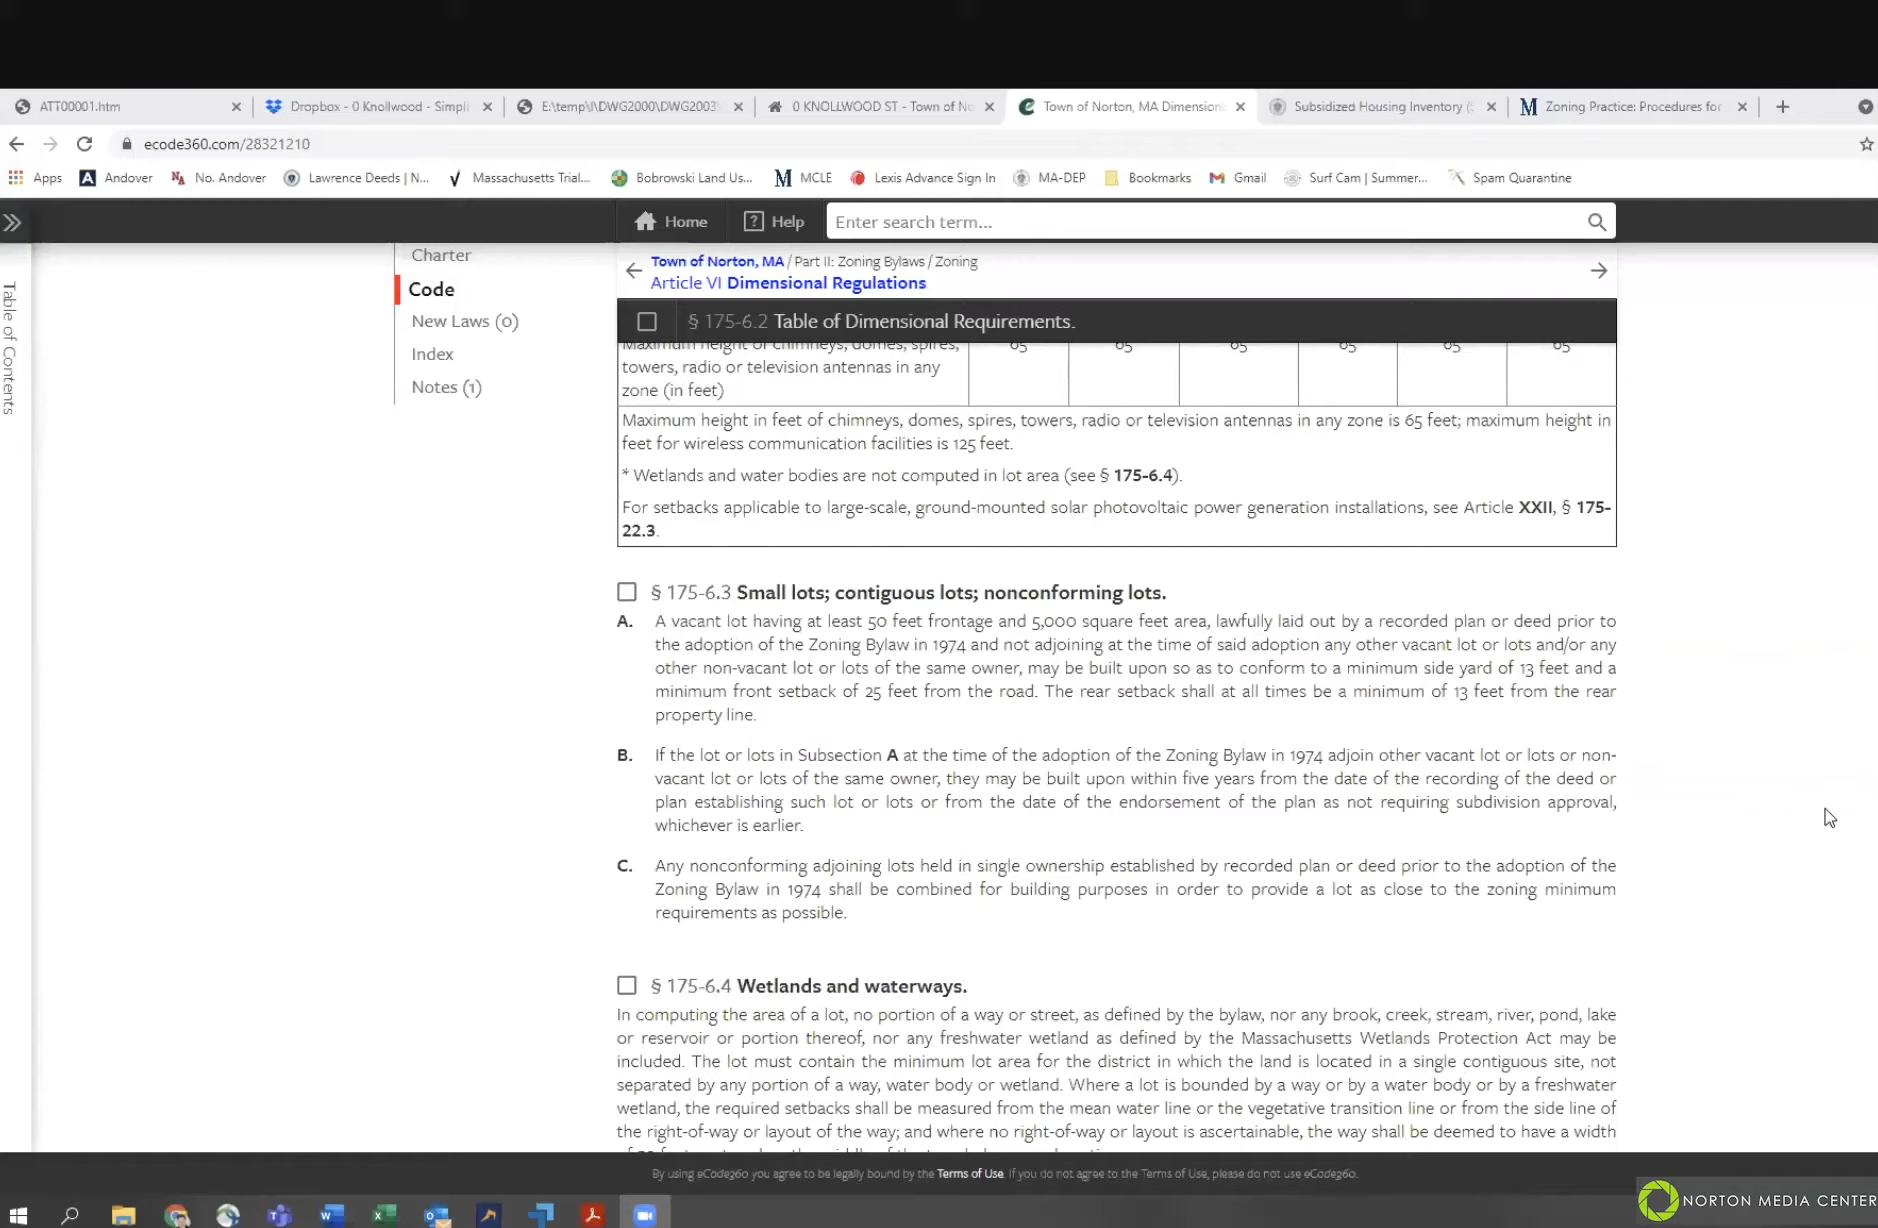 ATT00001.htm
Dropbox - 0 Knollwood - Simpli
E:\temp\I\DWG2000\DWG2003
0 KNOLLWOOD ST - Town of No
Town of Norton, MA Dimension
Subsidized Housing Inventory (
Zoning Practice: Procedures for
ecode360.com/28321210
Apps
Andover
No. Andover
Lawrence Deeds | N...
Massachusetts Trial...
Bobrowski Land Us...
MCLE
Lexis Advance Sign In
MA-DEP
Bookmarks
Gmail
Surf Cam | Summer...
Spam Quarantine
Home
Help
Enter search term...
Table of Contents
Charter
Code
New Laws (0)
Index
Notes (1)
Town of Norton, MA / Part II: Zoning Bylaws / Zoning
Article VI Dimensional Regulations
§ 175-6.2 Table of Dimensional Requirements.
Maximum height of chimneys, domes, spires, 65 65 65 65 65 65
towers, radio or television antennas in any
zone (in feet)
Maximum height in feet of chimneys, domes, spires, towers, radio or television antennas in any zone is 65 feet; maximum height in
feet for wireless communication facilities is 125 feet.
* Wetlands and water bodies are not computed in lot area (see § 175-6.4).
For setbacks applicable to large-scale, ground-mounted solar photovoltaic power generation installations, see Article XXII, § 175-
22.3.
§ 175-6.3 Small lots; contiguous lots; nonconforming lots.
A. A vacant lot having at least 50 feet frontage and 5,000 square feet area, lawfully laid out by a recorded plan or deed prior to
the adoption of the Zoning Bylaw in 1974 and not adjoining at the time of said adoption any other vacant lot or lots and/or any
other non-vacant lot or lots of the same owner, may be built upon so as to conform to a minimum side yard of 13 feet and a
minimum front setback of 25 feet from the road. The rear setback shall at all times be a minimum of 13 feet from the rear
property line.
B. If the lot or lots in Subsection A at the time of the adoption of the Zoning Bylaw in 1974 adjoin other vacant lot or lots or non-
vacant lot or lots of the same owner, they may be built upon within five years from the date of the recording of the deed or
plan establishing such lot or lots or from the date of the endorsement of the plan as not requiring subdivision approval,
whichever is earlier.
C. Any nonconforming adjoining lots held in single ownership established by recorded plan or deed prior to the adoption of the
Zoning Bylaw in 1974 shall be combined for building purposes in order to provide a lot as close to the zoning minimum
requirements as possible.
§ 175-6.4 Wetlands and waterways.
In computing the area of a lot, no portion of a way or street, as defined by the bylaw, nor any brook, creek, stream, river, pond, lake
or reservoir or portion thereof, nor any freshwater wetland as defined by the Massachusetts Wetlands Protection Act may be
included. The lot must contain the minimum lot area for the district in which the land is located in a single contiguous site, not
separated by any portion of a way, water body or wetland. Where a lot is bounded by a way or by a water body or by a freshwater
wetland, the required setbacks shall be measured from the mean water line or the vegetative transition line or from the side line of
the right-of-way or layout of the way; and where no right-of-way or layout is ascertainable, the way shall be deemed to have a width
By using eCode360 you agree to be legally bound by the Terms of Use. If you do not agree to the Terms of Use, please do not use eCode360.
NORTON MEDIA CENTER